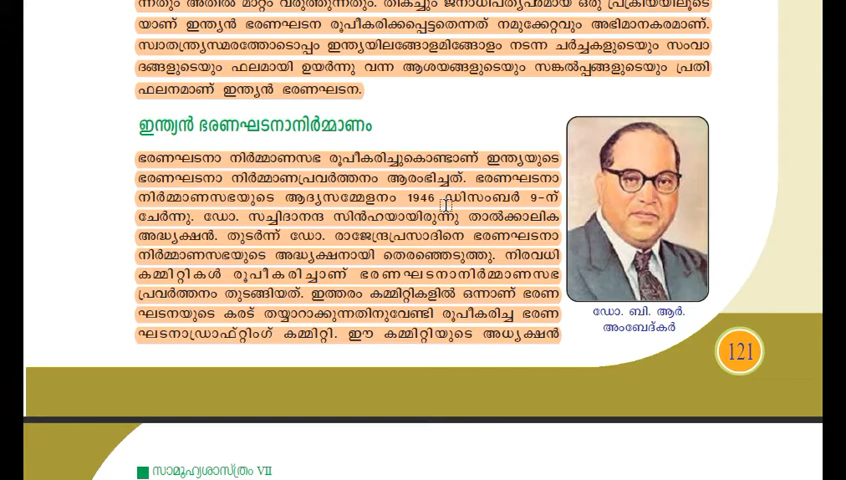 ന്നതും അതിൽ മാറ്റം വരുത്തുന്നതും. തികച്ചും ജനാധിപത്യപരമായ ഒരു പ്രക്രിയയിലൂടെ
യാണ് ഇന്ത്യൻ ഭരണഘടന രൂപീകരിക്കപ്പെട്ടതെന്നത് നമുക്കേറ്റവും അഭിമാനകരമാണ്.
സ്വാതന്ത്ര്യസമരത്തോടൊപ്പം ഇന്ത്യയിലങ്ങോളമിങ്ങോളം നടന്ന ചർച്ചകളുടെയും സംവാ
ദങ്ങളുടെയും ഫലമായി ഉയർന്നു വന്ന ആശയങ്ങളുടെയും സങ്കൽപ്പങ്ങളുടെയും പ്രതി
ഫലനമാണ് ഇന്ത്യൻ ഭരണഘടന.
ഇന്ത്യൻ ഭരണഘടനാനിർമ്മാണം
ഭരണഘടനാ നിർമ്മാണസഭ രൂപീകരിച്ചുകൊണ്ടാണ് ഇന്ത്യയുടെ
ഭരണഘടനാ നിർമ്മാണപ്രവർത്തനം ആരംഭിച്ചത്. ഭരണഘടനാ
നിർമ്മാണസഭയുടെ ആദ്യസമ്മേളനം 1946 ഡിസംബർ 9-ന്
ചേർന്നു. ഡോ. സച്ചിദാനന്ദ സിൻഹയായിരുന്നു താൽക്കാലിക
അദ്ധ്യക്ഷൻ. തുടർന്ന് ഡോ. രാജേന്ദ്രപ്രസാദിനെ ഭരണഘടനാ
നിർമ്മാണസഭയുടെ അദ്ധ്യക്ഷനായി തെരഞ്ഞെടുത്തു. നിരവധി
കമ്മിറ്റികൾ രൂപീകരിച്ചാണ് ഭരണഘടനാനിർമ്മാണസഭ
പ്രവർത്തനം തുടങ്ങിയത്. ഇത്തരം കമ്മിറ്റികളിൽ ഒന്നാണ് ഭരണ
ഘടനയുടെ കരട് തയ്യാറാക്കുന്നതിനുവേണ്ടി രൂപീകരിച്ച ഭരണ
ഘടനാഡ്രാഫ്റ്റിംഗ് കമ്മിറ്റി. ഈ കമ്മിറ്റിയുടെ അധ്യക്ഷൻ
ഡോ. ബി. ആർ.
അംബേദ്കർ
121
സാമൂഹ്യശാസ്ത്രം VII